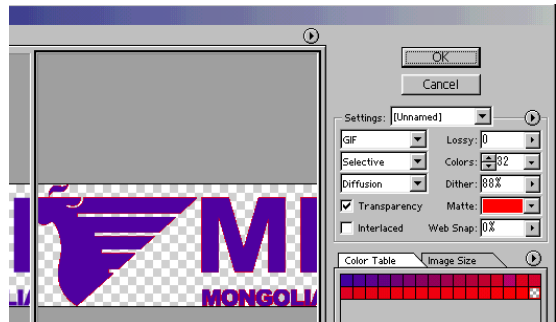 OK
Cancel
Settings: [Unnamed]
GIF Lossy: 0
Selective Colors: 32
Diffusion Dither: 88%
Transparency Matte:
Interlaced Web Snap: 0%
MI
MONGOLIA
Color Table Image Size